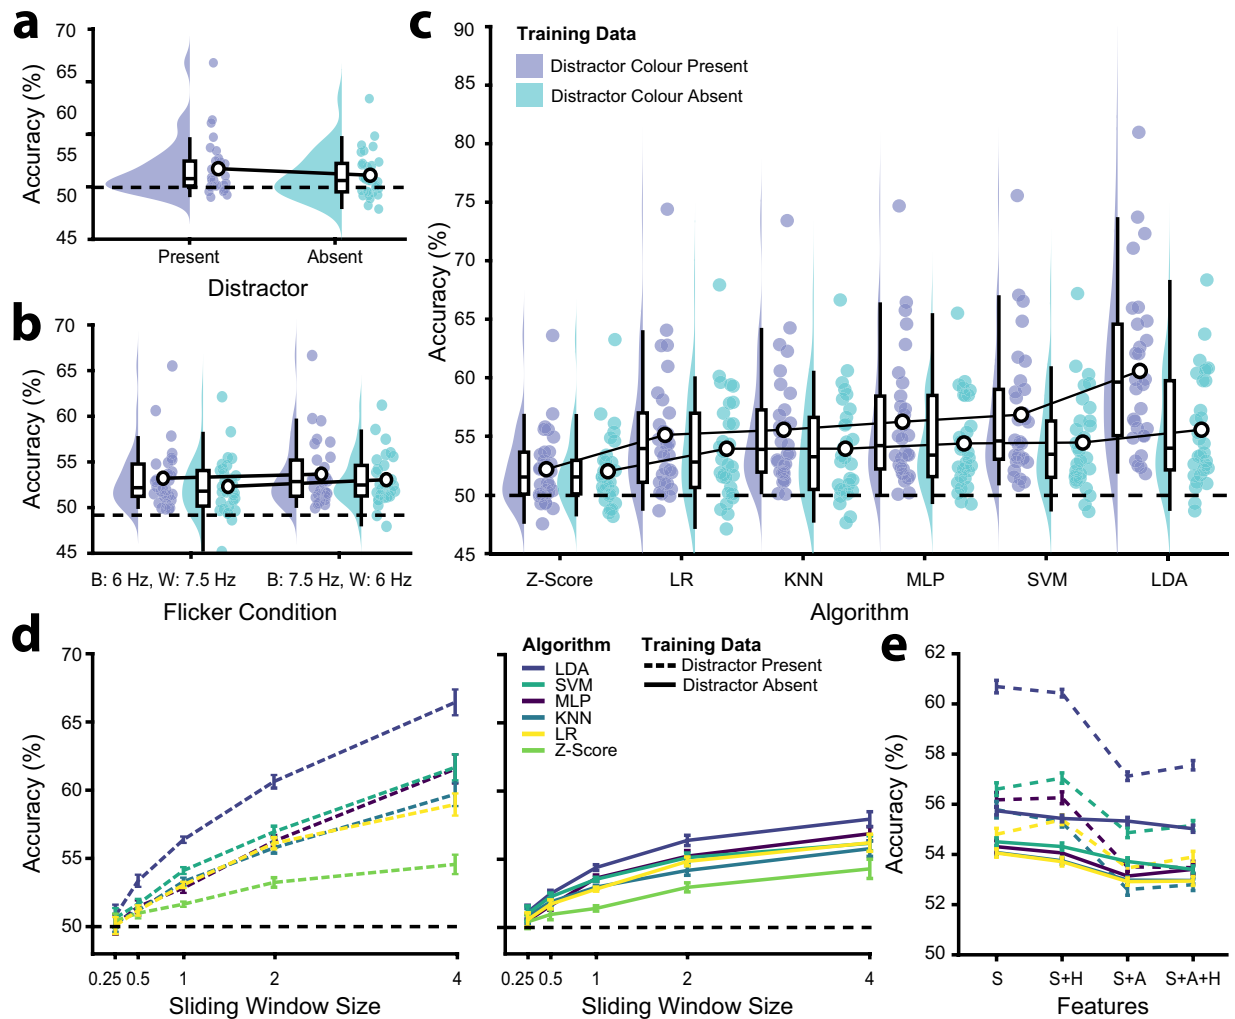 a
70
65
60
55
50
45
Accuracy (%)
Present
Absent
Distractor
b
70
65
60
55
50
45
Accuracy (%)
B: 6 Hz, W: 7.5 Hz
B: 7.5 Hz, W: 6 Hz
Flicker Condition
c
90
85
80
75
70
65
60
55
50
45
Accuracy (%)
Training Data
Distractor Colour Present
Distractor Colour Absent
Z-Score
LR
KNN
MLP
SVM
LDA
Algorithm
d
70
65
60
55
50
Accuracy (%)
0.25
0.5
1
2
4
Sliding Window Size
Algorithm
LDA
SVM
MLP
KNN
LR
Z-Score
Training Data
Distractor Present
Distractor Absent
0.25
0.5
1
2
4
Sliding Window Size
e
62
60
58
56
54
52
50
Accuracy (%)
S
S+H
S+A
S+A+H
Features